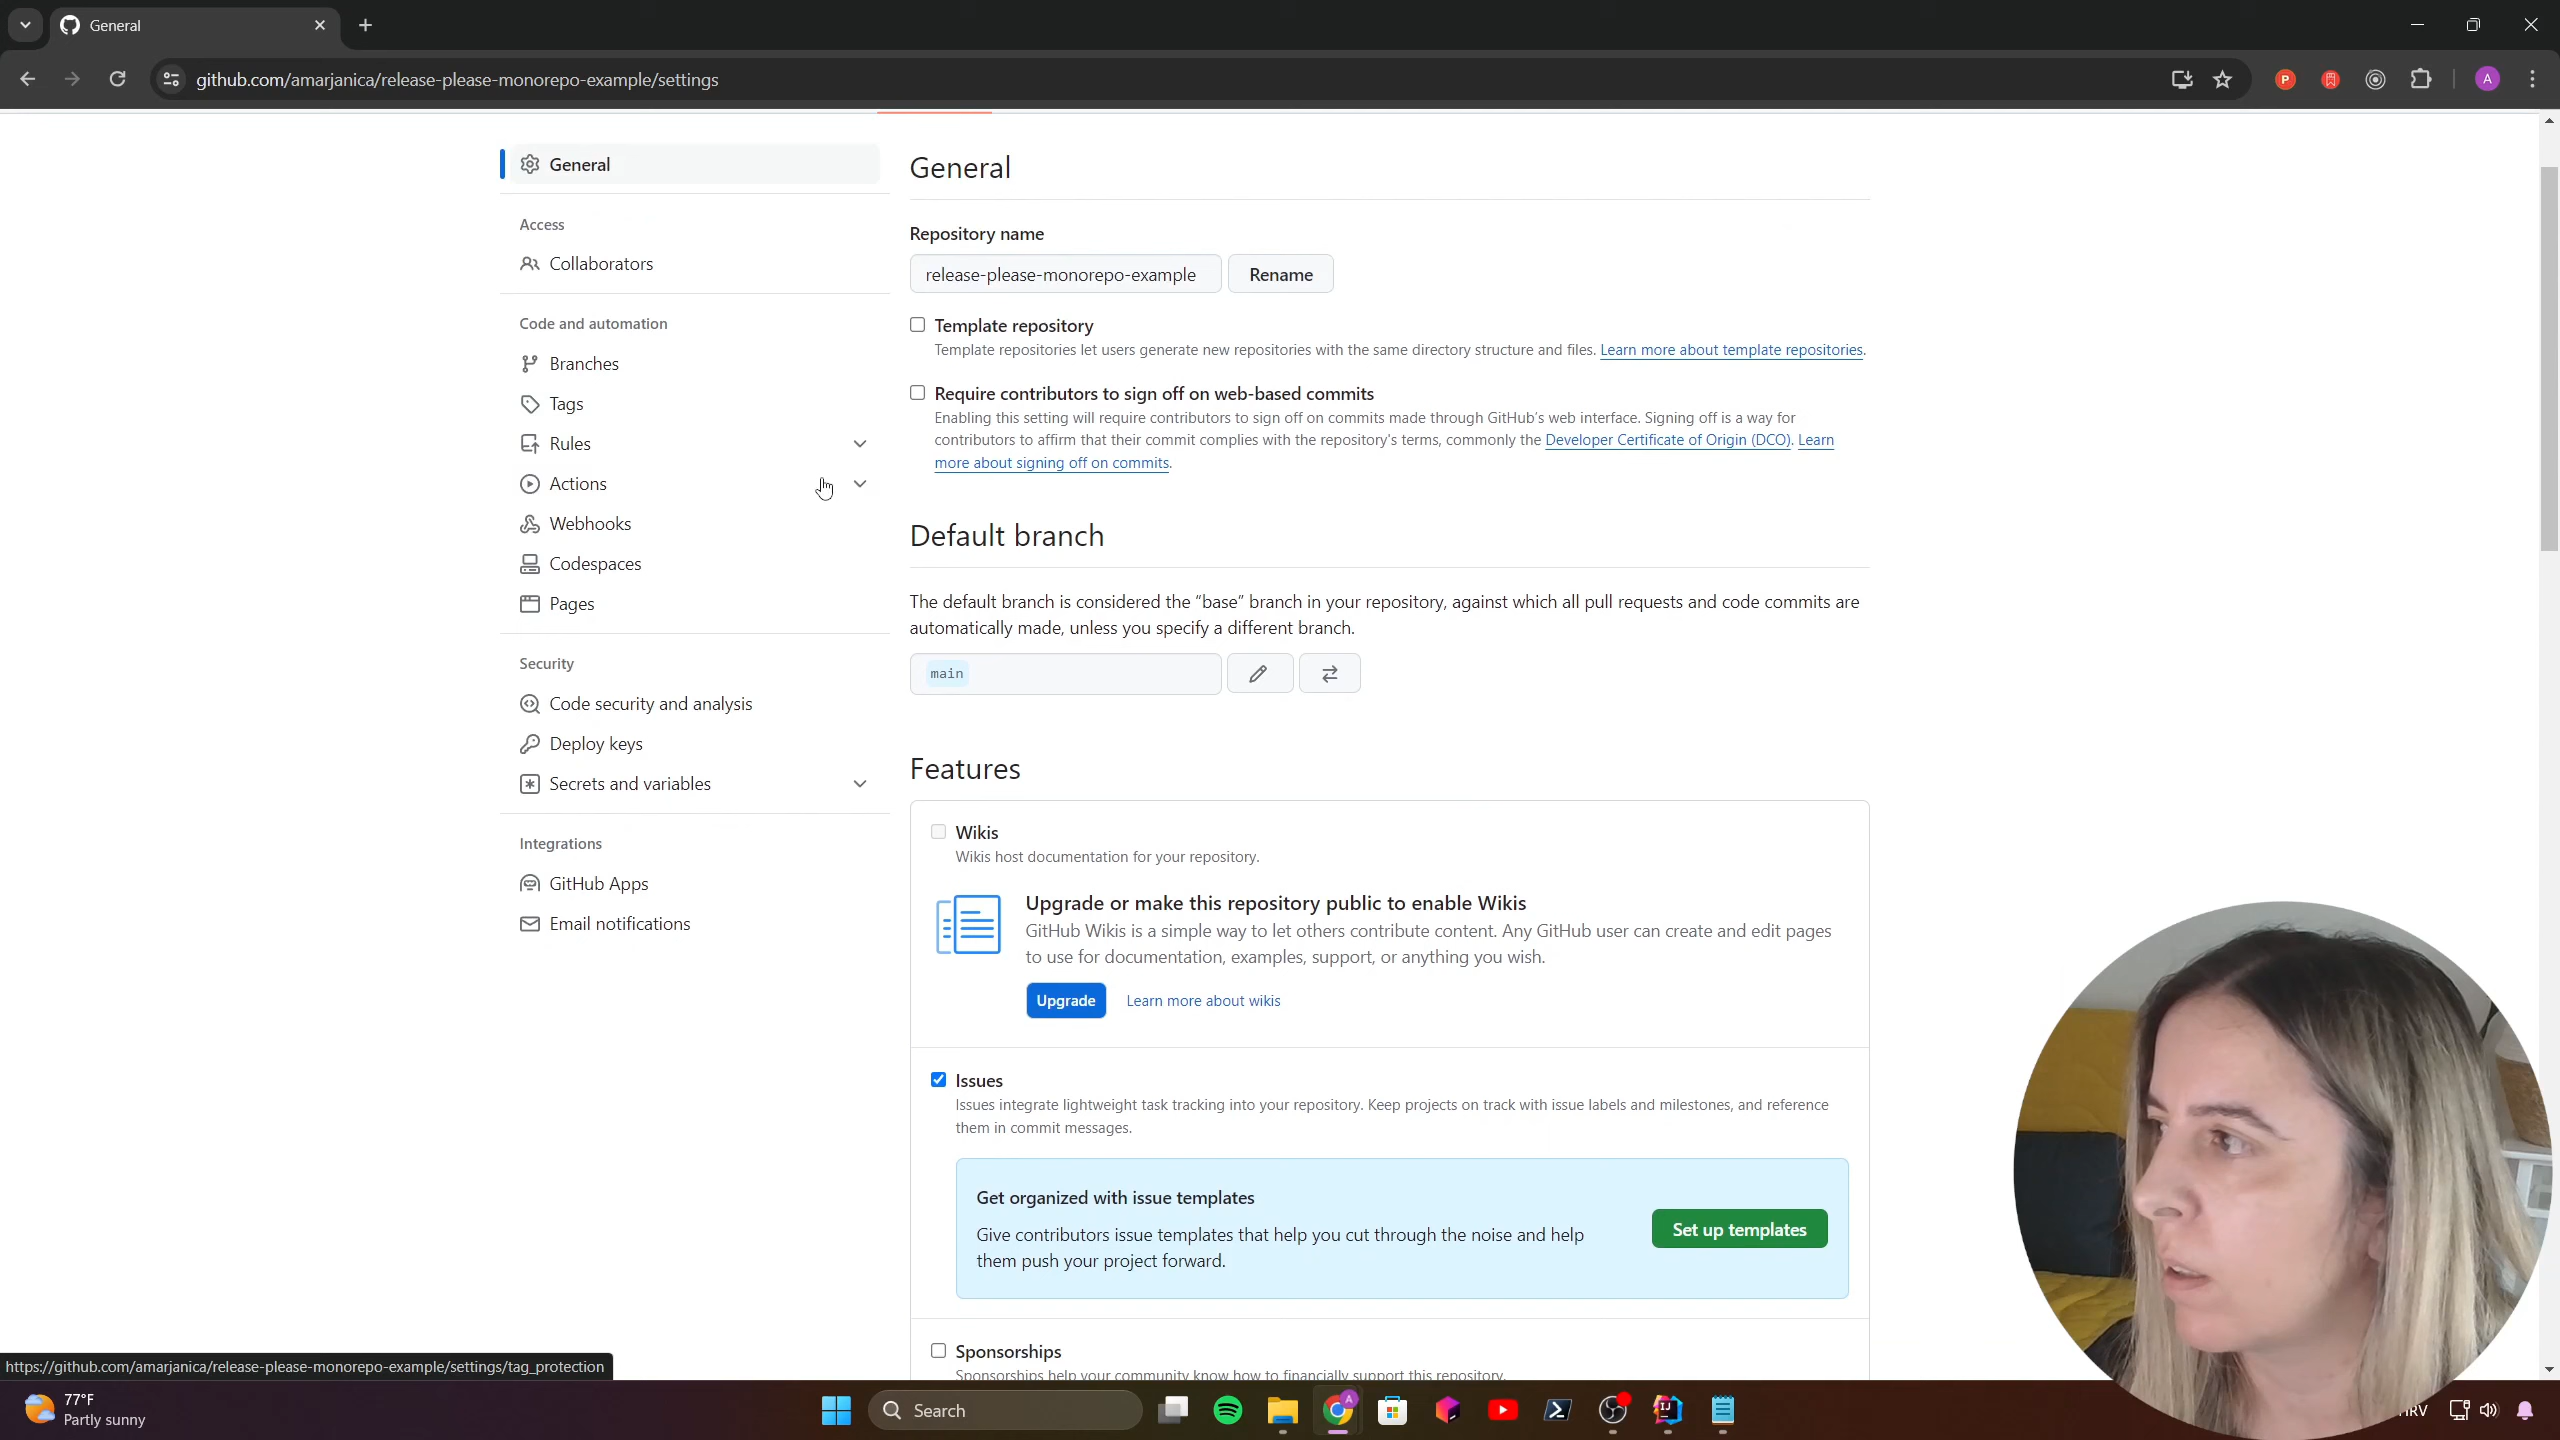 General
github.com/amarjanica/release-please-monorepo-example/settings
P
A
General
Access
Collaborators
Code and automation
Branches
Tags
Rules
Actions
Webhooks
Codespaces
Pages
Security
Code security and analysis
Deploy keys
Secrets and variables
Integrations
GitHub Apps
Email notifications
General
Repository name
release-please-monorepo-example
Rename
Template repository
Template repositories let users generate new repositories with the same directory structure and files. Learn more about template repositories.
Require contributors to sign off on web-based commits
Enabling this setting will require contributors to sign off on commits made through GitHub's web interface. Signing off is a way for
contributors to affirm that their commit complies with the repository's terms, commonly the Developer Certificate of Origin (DCO). Learn
more about signing off on commits.
Default branch
The default branch is considered the “base” branch in your repository, against which all pull requests and code commits are
automatically made, unless you specify a different branch.
main
Features
Wikis
Wikis host documentation for your repository.
Upgrade or make this repository public to enable Wikis
GitHub Wikis is a simple way to let others contribute content. Any GitHub user can create and edit pages
to use for documentation, examples, support, or anything you wish.
Upgrade
Learn more about wikis
Issues
Issues integrate lightweight task tracking into your repository. Keep projects on track with issue labels and milestones, and reference
them in commit messages.
Get organized with issue templates
Give contributors issue templates that help you cut through the noise and help
them push your project forward.
Set up templates
Sponsorships
Sponsorships help your community know how to financially support this repository.
https://github.com/amarjanica/release-please-monorepo-example/settings/tag_protection
77°F
Partly sunny
Search
A
IJ